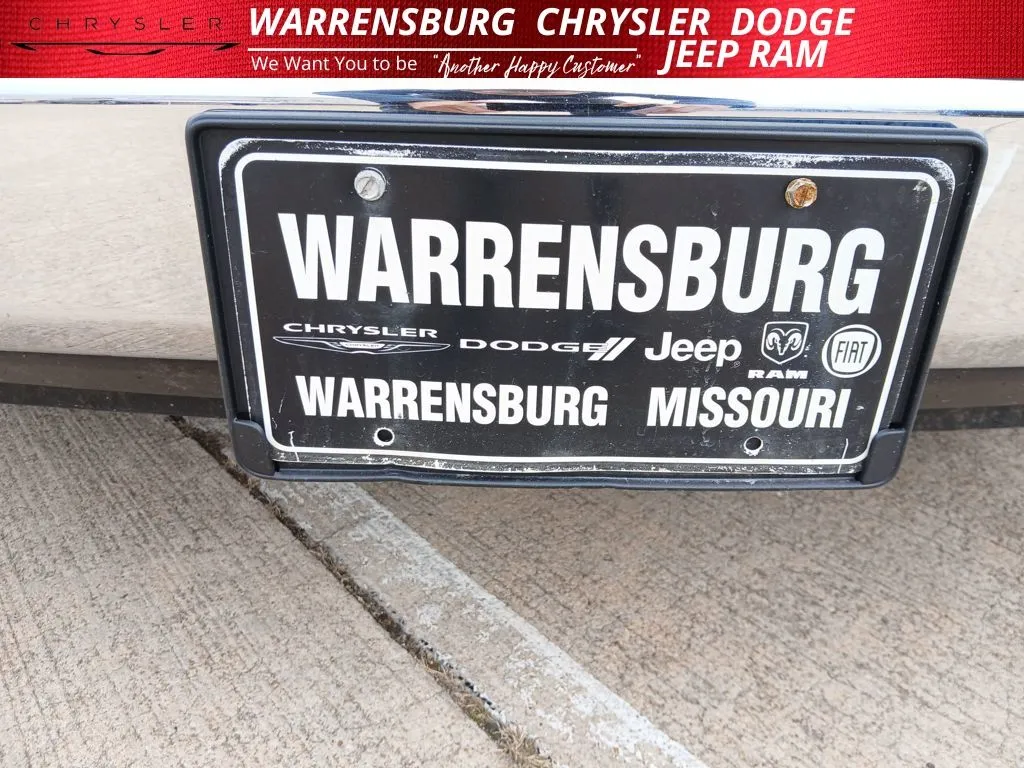 CHRYSLER
WARRENSBURG CHRYSLER DODGE
JEEP RAM
We Want You to be "Another Happy Customer"
WARRENSBURG
CHRYSLER DODGE Jeep RAM FIAT
WARRENSBURG MISSOURI